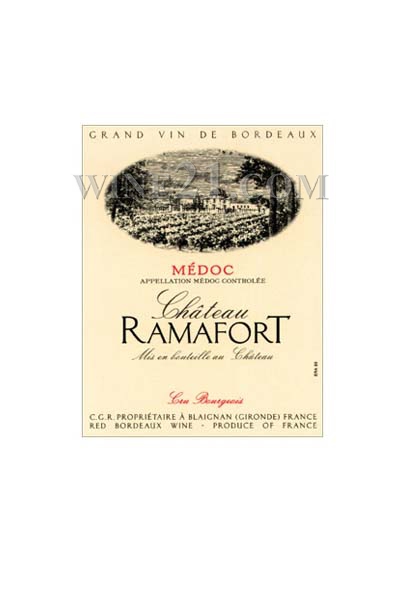 GRAND VIN DE BORDEAUX
WINE21.COM
MÉDOC
APPELLATION MÉDOC CONTROLÉE
Château
RAMAFORT
Mis en bouteille au Château
Cru Bourgeois
C.G.R. PROPRIÉTAIRE À BLAIGNAN (GIRONDE) FRANCE
RED BORDEAUX WINE - PRODUCE OF FRANCE